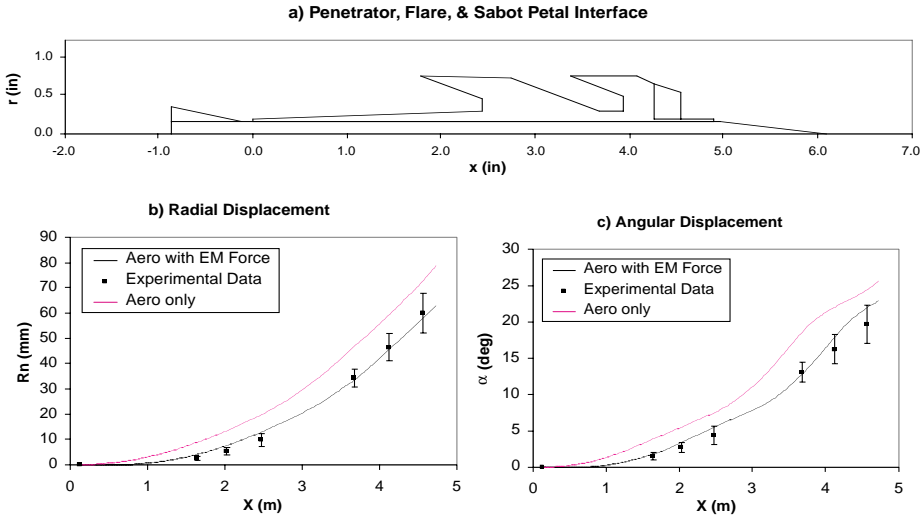 a) Penetrator, Flare, & Sabot Petal Interface
r (in)
1.0
0.5
0.0
-2.0 -1.0 0.0 2.0 3.0 4.0 5.0 6.0 7.0
x (in)
b) Radial Displacement
Rn (mm)
90
80
70
60
50
40
30
20
10
0
Aero with EM Force
Experimental Data
Aero only
0 1 2 3 4 5
X (m)
c) Angular Displacement
α (deg)
30
25
20
15
10
5
0
Aero with EM Force
Experimental Data
Aero only
0 1 2 3 4 5
X (m)